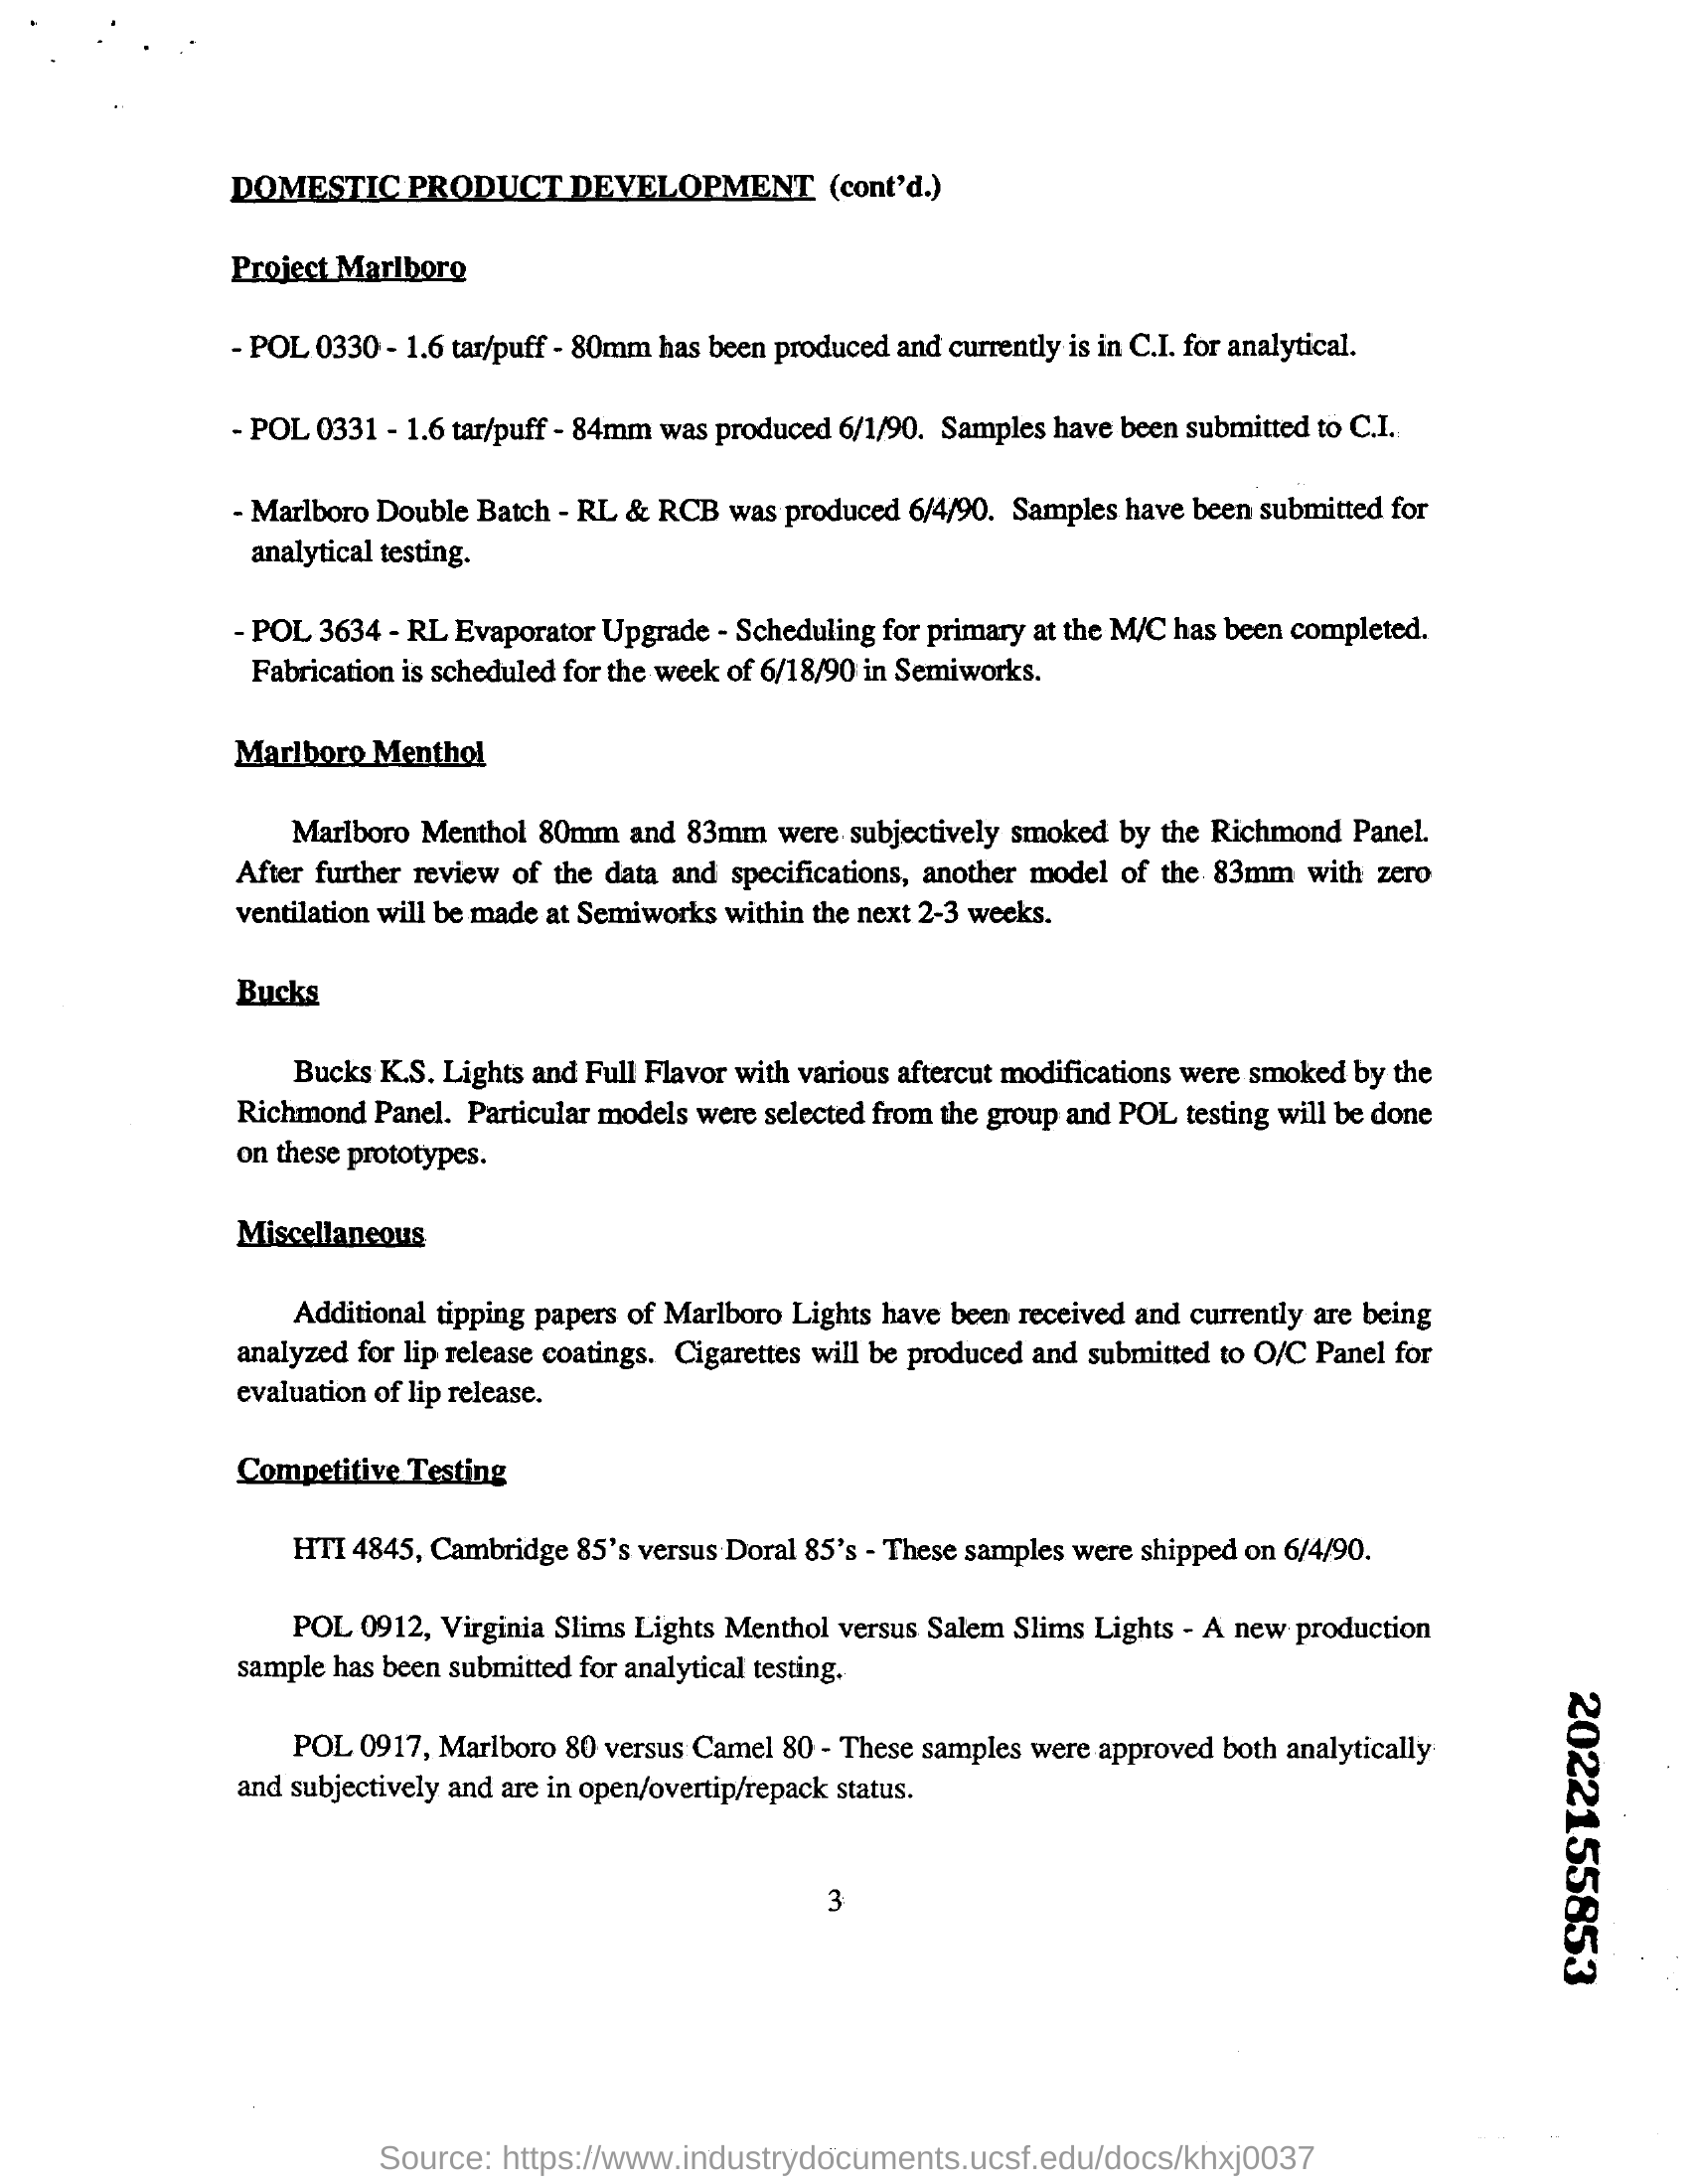 DOMESTIC PRODUCT DEVELOPMENT (cont'd.)
Project Marlboro
- POL 0330 - 1.6 tar/puff - 80mm has been produced and currently is in C.I. for analytical.
- POL 0331 - 1.6 tar/puff - 84mm was produced 6/1/90. Samples have been submitted to C.I.
- Marlboro Double Batch - RL & RCB was produced 6/4/90. Samples have been submitted for
analytical testing.
- POL 3634 - RL Evaporator Upgrade - Scheduling for primary at the M/C has been completed.
Fabrication is scheduled for the week of 6/18/90 in Semiworks.
Marlboro Menthol
Marlboro Menthol 80mm and 83mm were subjectively smoked by the Richmond Panel.
After further review of the data and specifications, another model of the 83mm with zero
ventilation will be made at Semiworks within the next 2-3 weeks.
Bucks
Bucks K.S. Lights and Full Flavor with various aftercut modifications were smoked by the
Richmond Panel. Particular models were selected from the group and POL testing will be done
on these prototypes.
Miscellaneous
Additional tipping papers of Marlboro Lights have been received and currently are being
analyzed for lip release coatings. Cigarettes will be produced and submitted to O/C Panel for
evaluation of lip release.
Competitive Testing
HTI 4845, Cambridge 85's versus Doral 85's - These samples were shipped on 6/4/90.
POL 0912, Virginia Slims Lights Menthol versus Salem Slims Lights - A new production
sample has been submitted for analytical testing.
POL 0917, Marlboro 80 versus Camel 80 - These samples were approved both analytically
and subjectively and are in open/overtip/repack status.
3
2022155853
Source: https://www.industrydocuments.ucsf.edu/docs/khxj0037